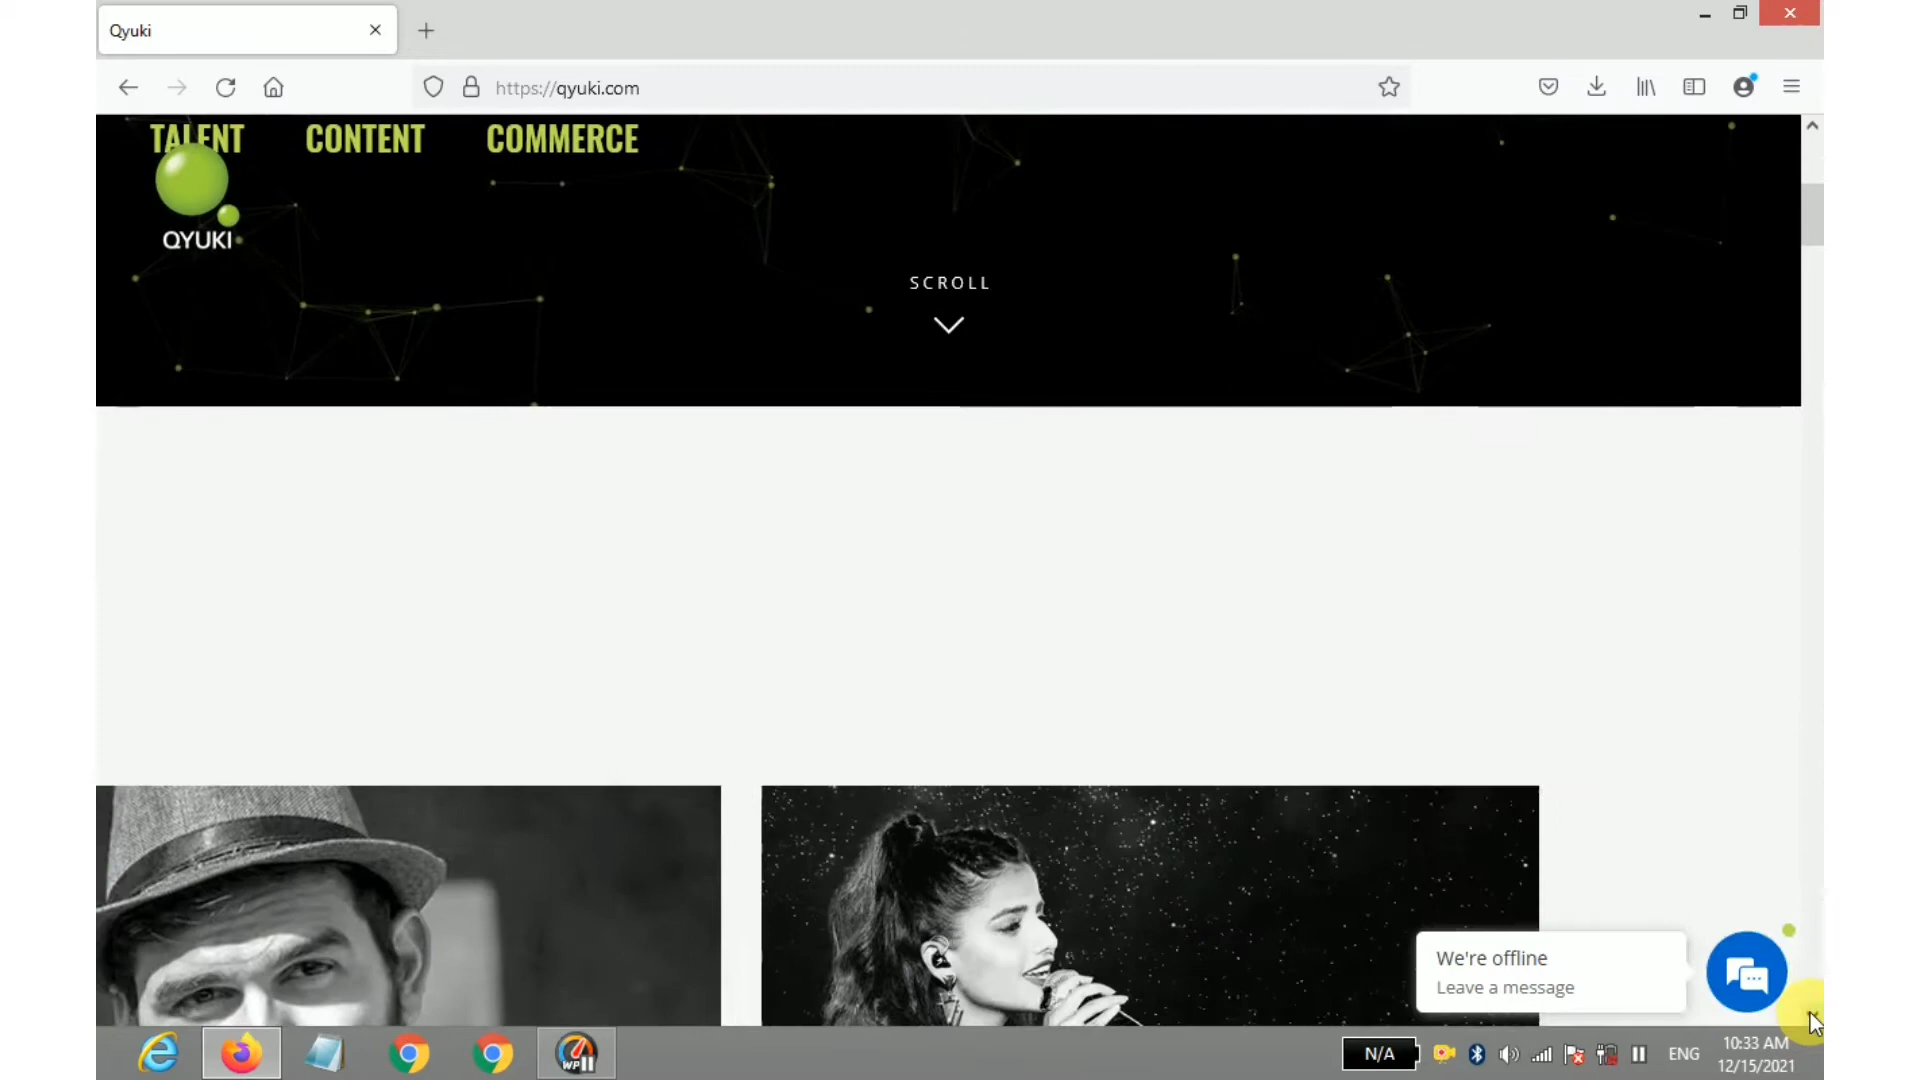 Qyuki
https://qyuki.com
TALENT CONTENT COMMERCE
QYUKI
SCROLL
We're offline
Leave a message
WP
N/A
ENG
10:33 AM
12/15/2021